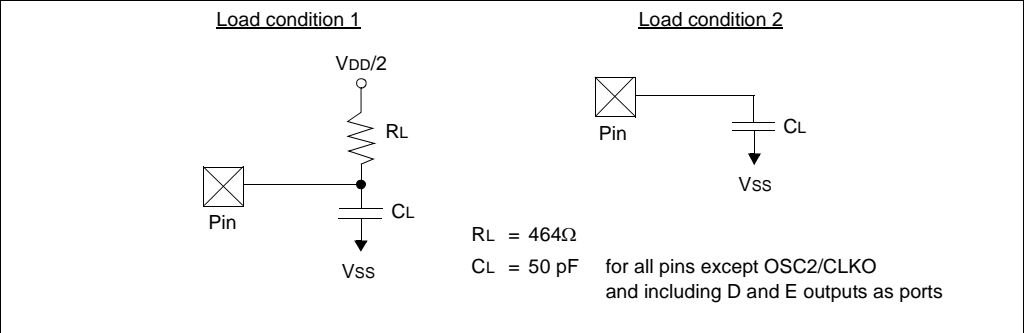 Load condition 1
Load condition 2
VDD/2
RL
CL
Pin
VSS
CL
Pin
VSS
RL = 464Ω
CL = 50 pF for all pins except OSC2/CLKO
and including D and E outputs as ports